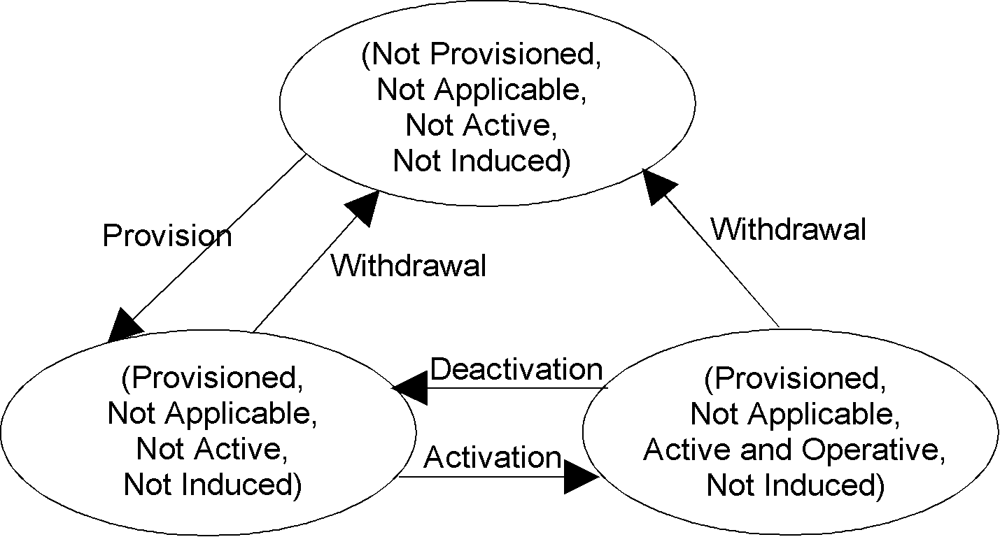 (Not Provisioned,
Not Applicable,
Not Active,
Not Induced)
Provision
Withdrawal
Withdrawal
(Provisioned,
Not Applicable,
Not Active,
Not Induced)
Deactivation
Activation
(Provisioned,
Not Applicable,
Active and Operative,
Not Induced)